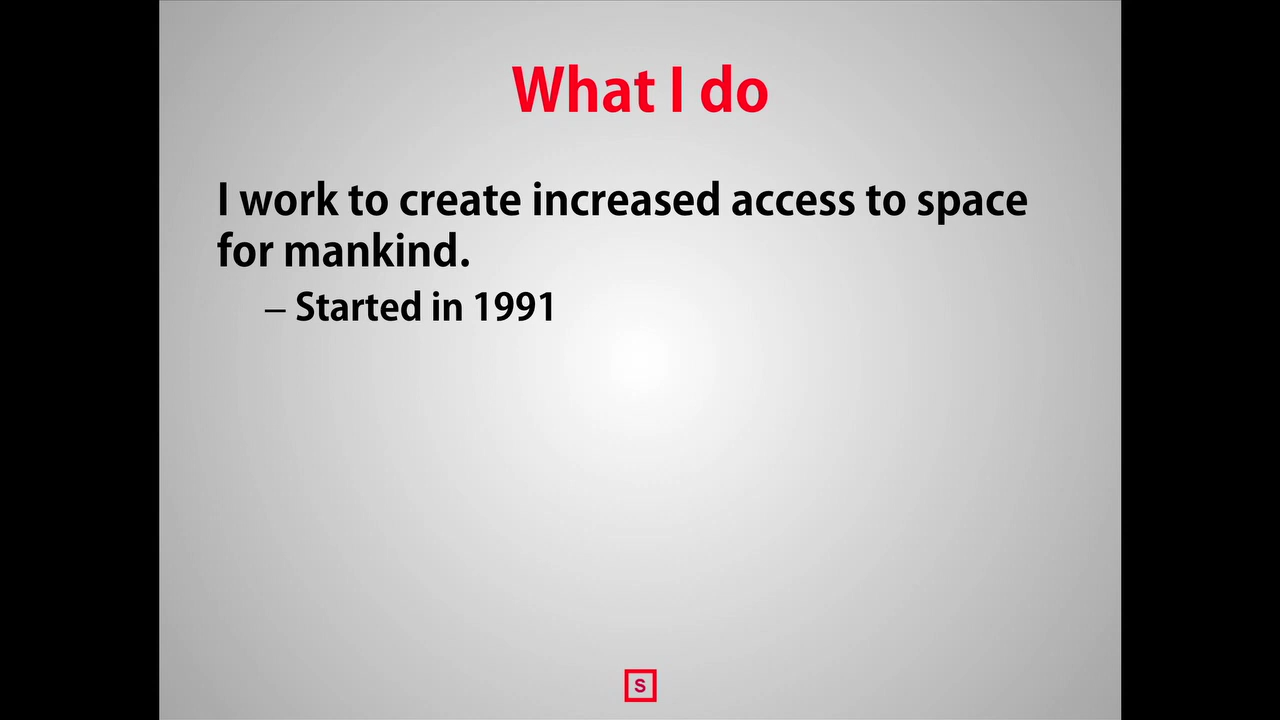 What I do
I work to create increased access to space
for mankind.
– Started in 1991
S